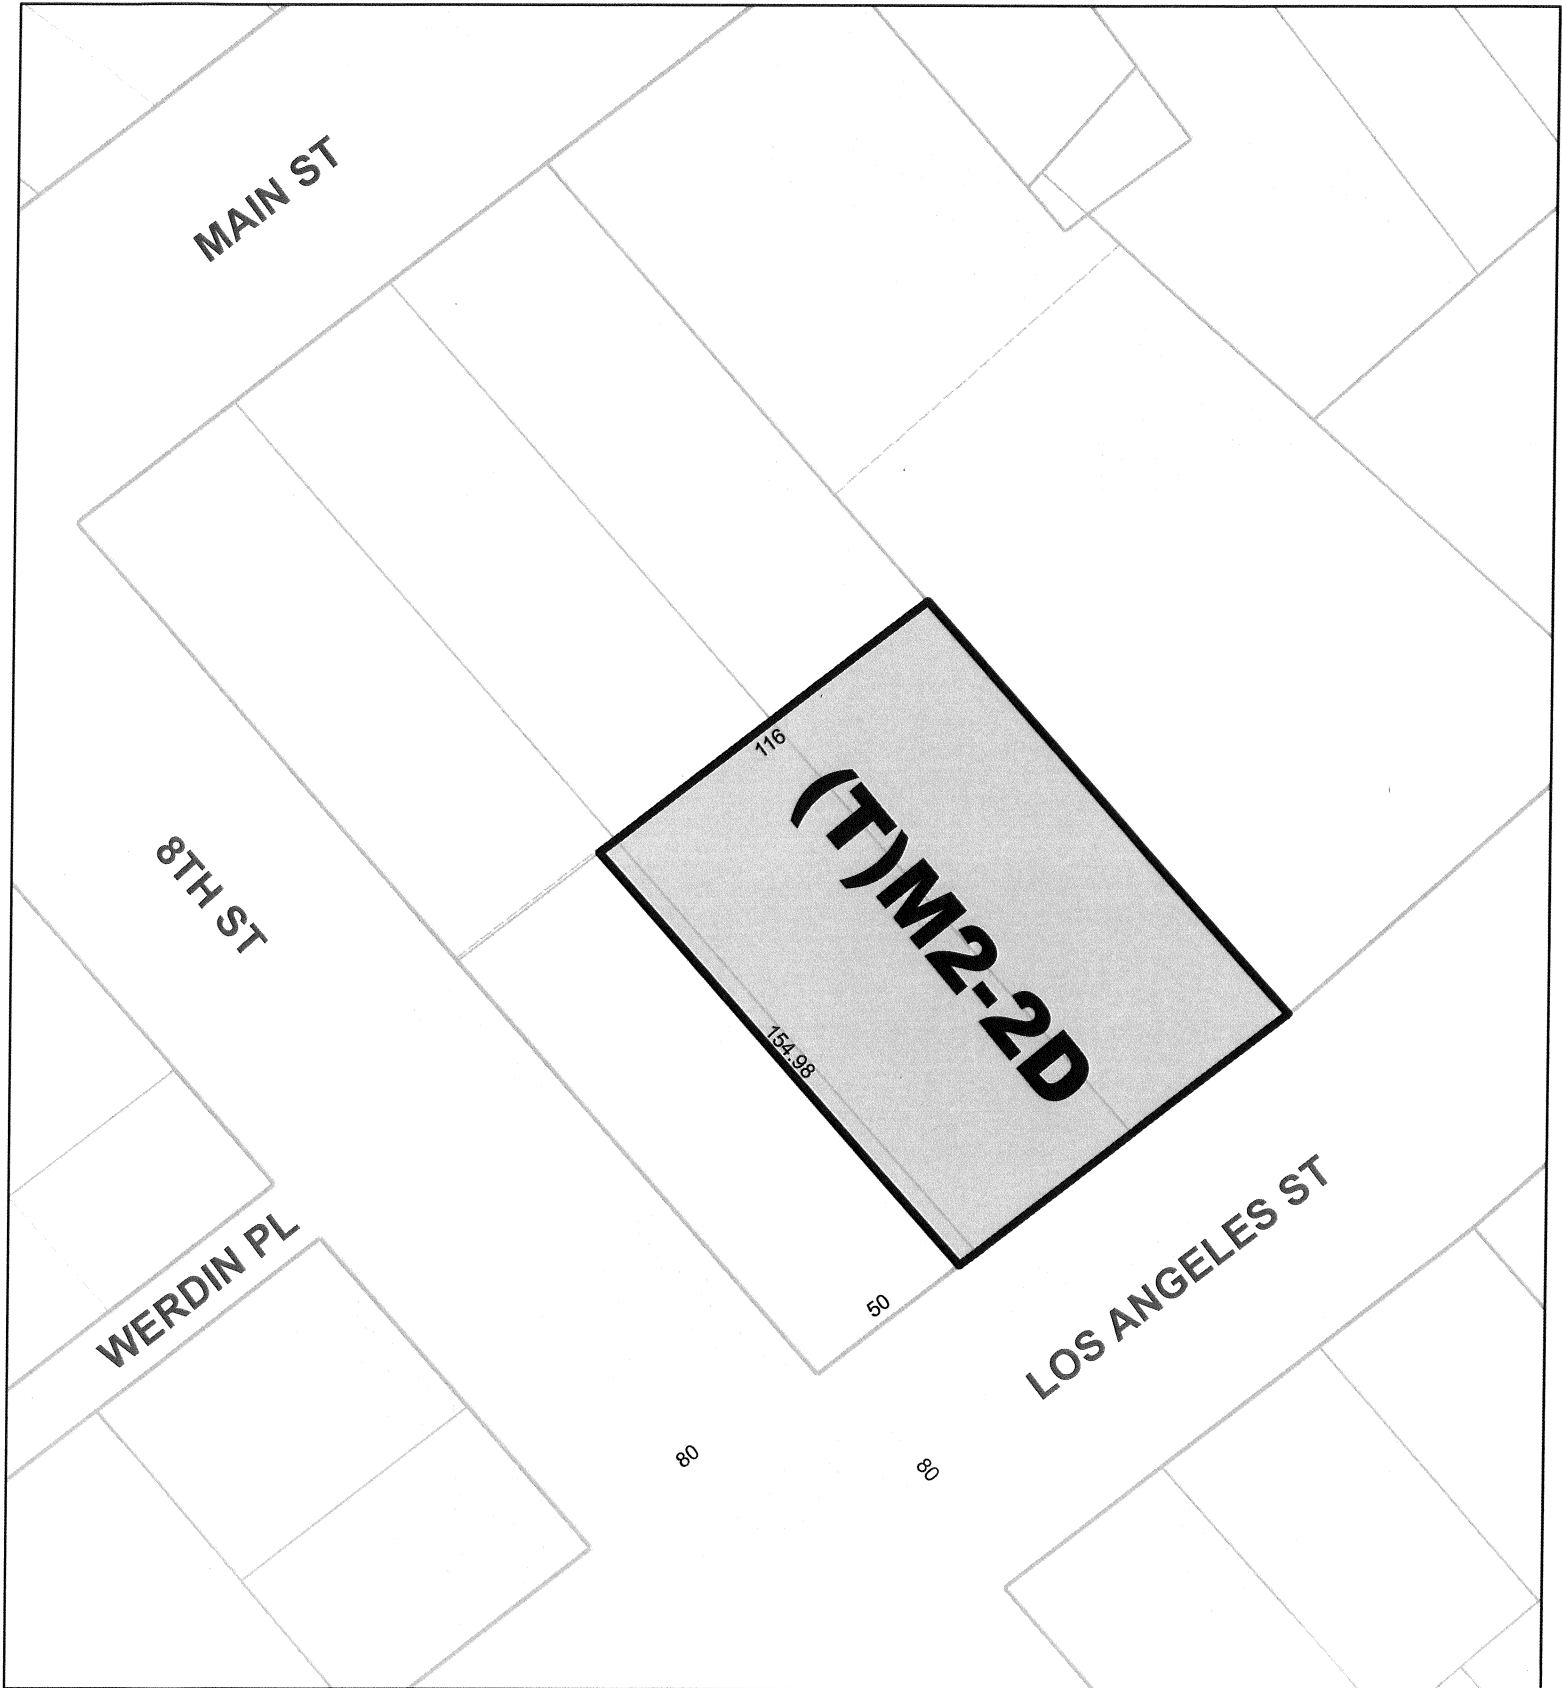 MAIN ST
116
(T)M2-2D
8TH ST
154.98
WERDIN PL
50
LOS ANGELES ST
80
80